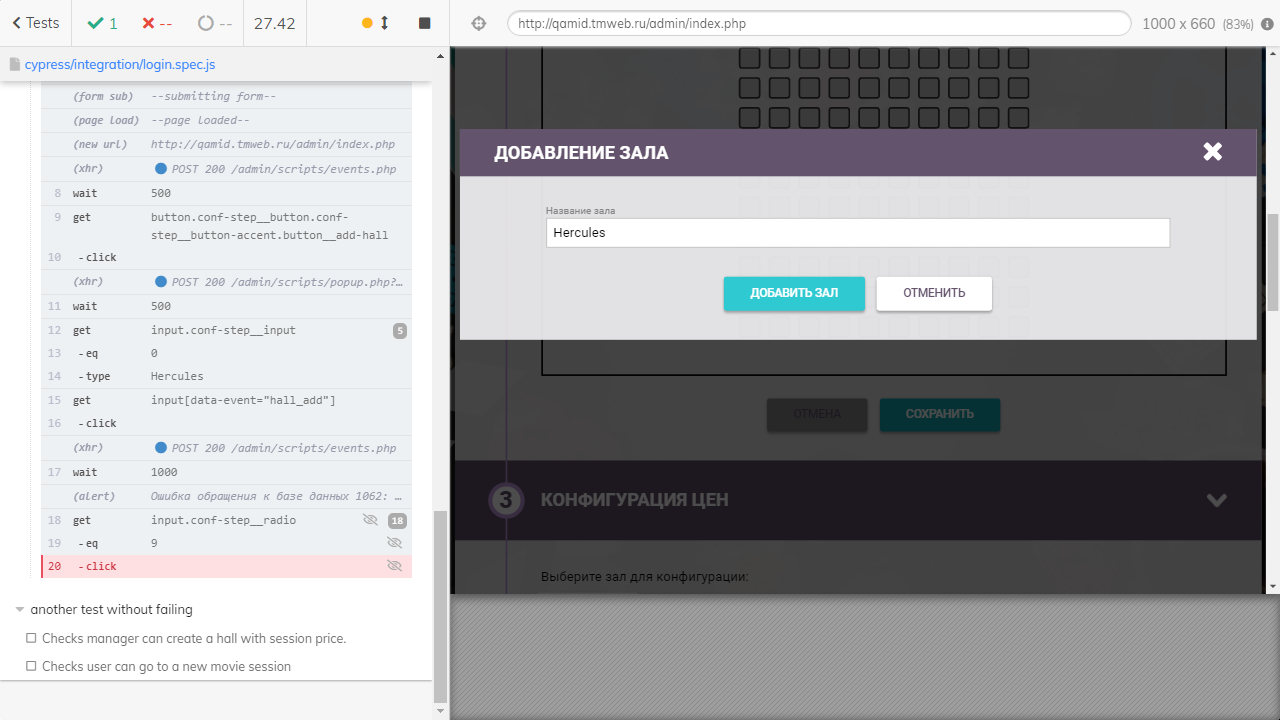 Tests
1
--
--
27.42
http://qamid.tmweb.ru/admin/index.php
1000 x 660 (83%)
cypress/integration/login.spec.js
(form sub) --submitting form--
(page load) --page loaded--
(new url) http://qamid.tmweb.ru/admin/index.php
(xhr) POST 200 /admin/scripts/events.php
8 wait 500
9 get button.conf-step__button.conf-
step__button-accent.button__add-hall
10 -click
(xhr) POST 200 /admin/scripts/popup.php?…
11 wait 500
12 get input.conf-step__input 5
13 -eq 0
14 -type Hercules
15 get input[data-event="hall_add"]
16 -click
(xhr) POST 200 /admin/scripts/events.php
17 wait 1000
(alert) Ошибка обращения к базе данных 1062: …
18 get input.conf-step__radio 18
19 -eq 9
20 -click
another test without failing
Checks manager can create a hall with session price.
Checks user can go to a new movie session
ДОБАВЛЕНИЕ ЗАЛА
Название зала
Hercules
ДОБАВИТЬ ЗАЛ
ОТМЕНИТЬ
ОТМЕНА
СОХРАНИТЬ
3
КОНФИГУРАЦИЯ ЦЕН
Выберите зал для конфигурации: